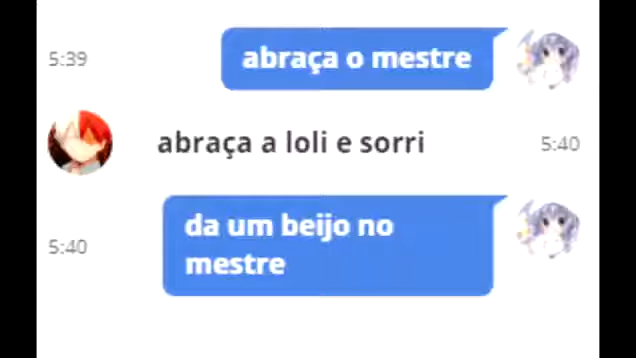 5:39
abraça o mestre
abraça a loli e sorri
5:40
da um beijo no
mestre
5:40